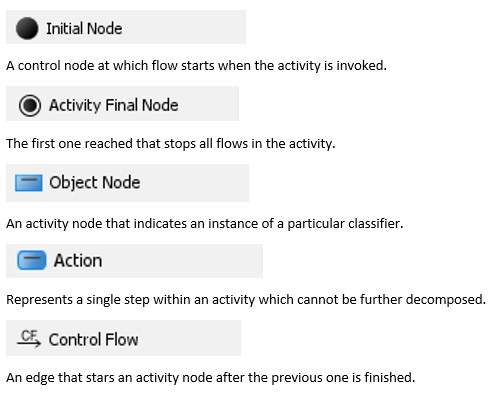 Initial Node
A control node at which flow starts when the activity is invoked.
Activity Final Node
The first one reached that stops all flows in the activity.
Object Node
An activity node that indicates an instance of a particular classifier.
Action
Represents a single step within an activity which cannot be further decomposed.
CF Control Flow
An edge that stars an activity node after the previous one is finished.